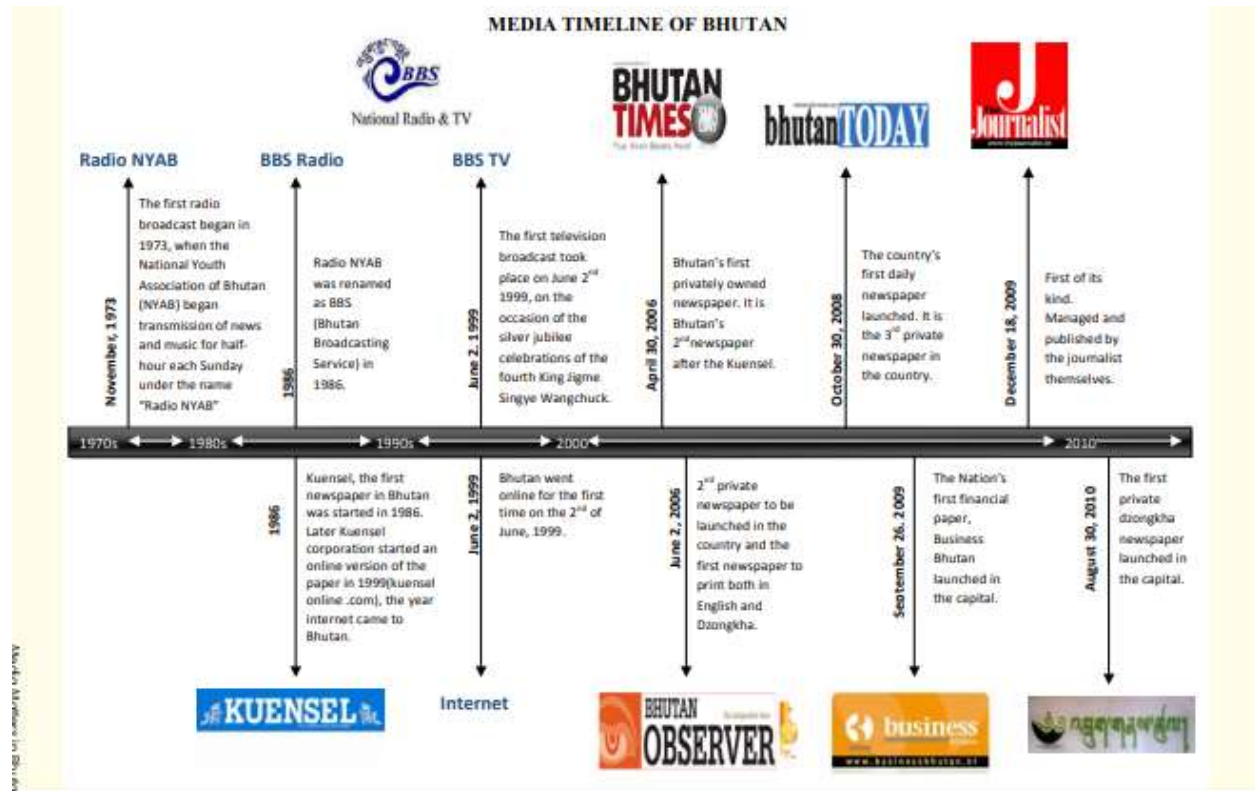 MEDIA TIMELINE OF BHUTAN
BBS
National Radio & TV
BHUTAN
TIMES
bhutanTODAY
J
Journalist
Radio NYAB
BBS Radio
BBS TV
November, 1973
The first radio
broadcast began in
1973, when the
National Youth
Association of Bhutan
(NYAB) began
transmission of news
and music for half-
hour each Sunday
under the name
"Radio NYAB"
1986
Radio NYAB
was renamed
as BBS
(Bhutan
Broadcasting
Service) in
1986.
June 2. 1999
The first television
broadcast took
place on June 2nd
1999, on the
occasion of the
silver jubilee
celebrations of the
fourth King Jigme
Singye Wangchuck.
April 30, 2006
Bhutan's first
privately owned
newspaper. It is
Bhutan's
2nd newspaper
after the Kuensel.
October 30, 2008
The country's
first daily
newspaper
launched. It is
the 3rd private
newspaper in
the country.
December 18, 2009
First of its
kind.
Managed and
published by
the journalist
themselves.
1970s 1980s 1990s 2000 2010
1986
Kuensel, the first
newspaper in Bhutan
was started in 1986.
Later Kuensel
corporation started an
online version of the
paper in 1999(kuensel
online .com), the year
internet came to
Bhutan.
June 2, 1999
Bhutan went
online for the first
time on the 2nd of
June, 1999.
June 2, 2006
2nd private
newspaper to be
launched in the
country and the
first newspaper to
print both in
English and
Dzongkha.
September 26. 2009
The Nation's
first financial
paper,
Business
Bhutan
launched in
the capital.
August 30, 2010
The first
private
dzongkha
newspaper
launched in
the capital.
KUENSEL
Internet
BHUTAN
OBSERVER
business
www.businessbhutan.bt